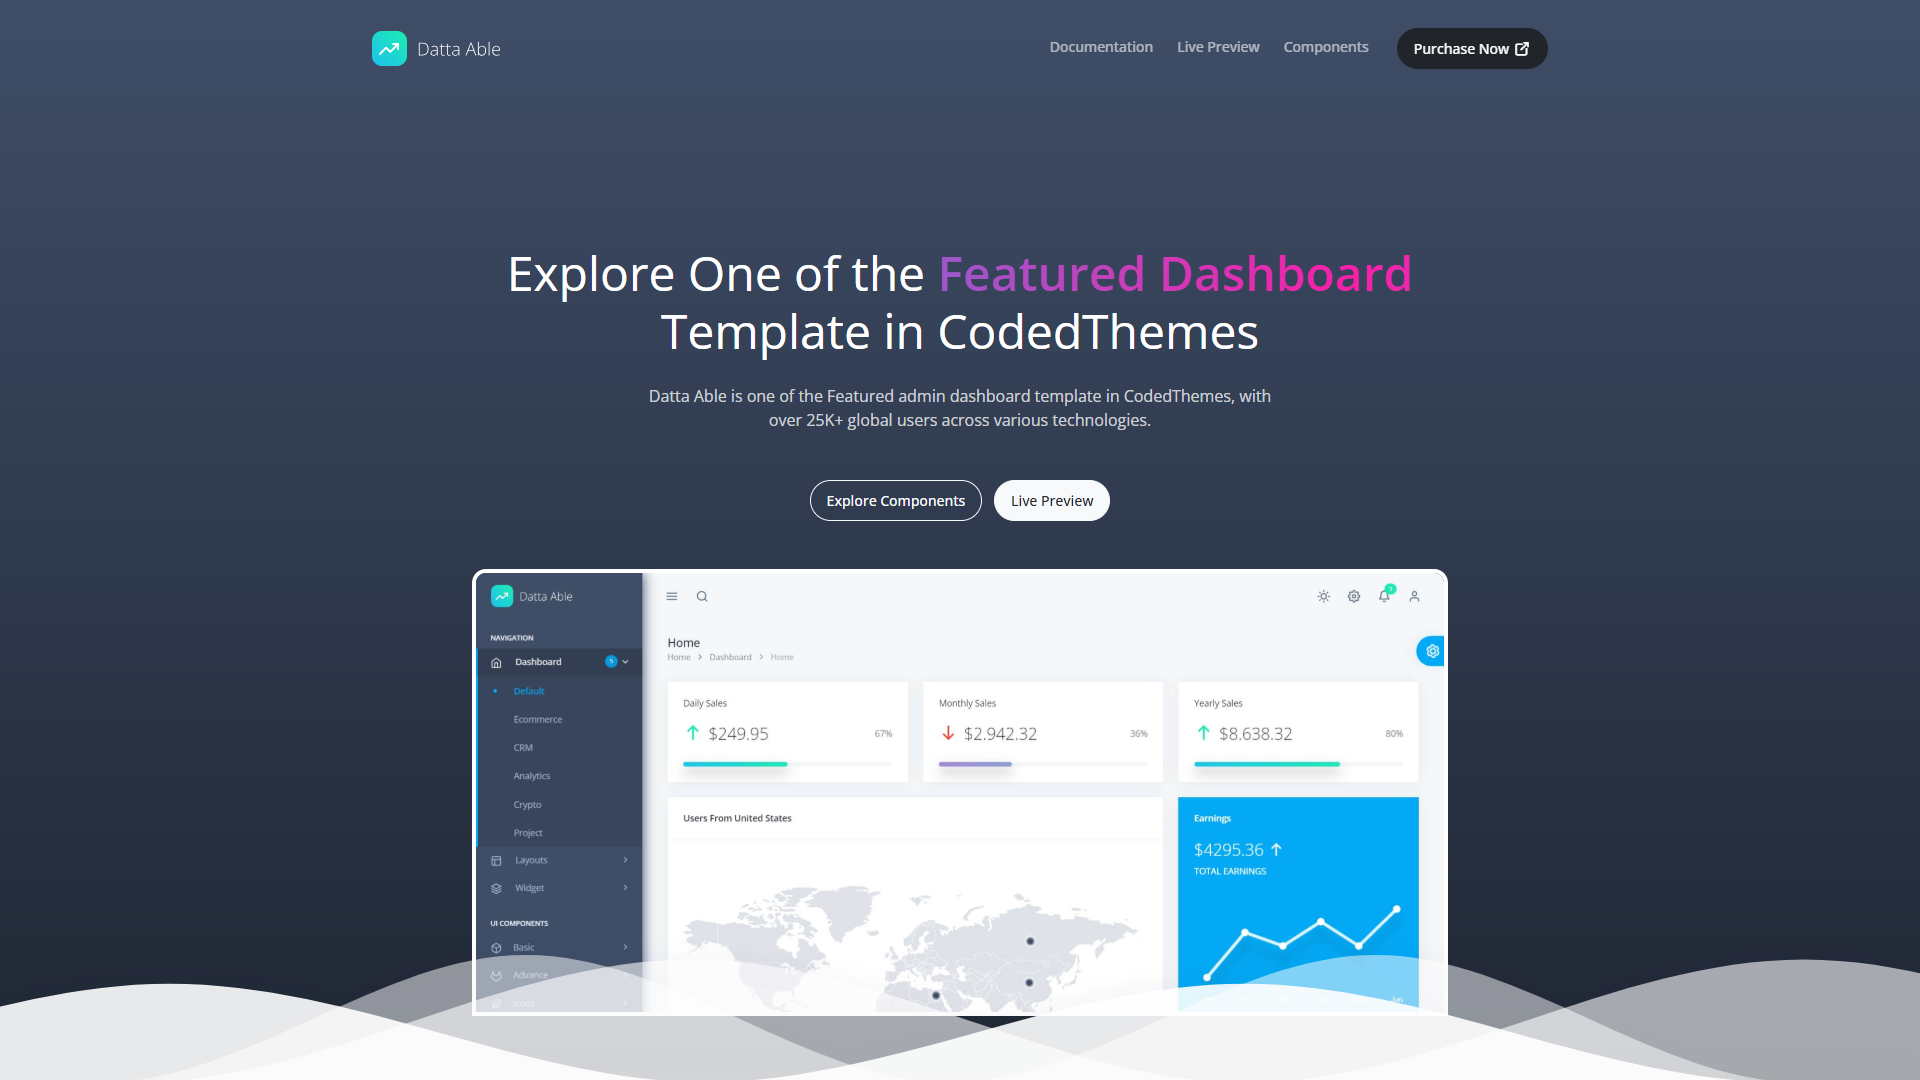 Datta Able
Documentation
Live Preview
Components
Purchase Now
Explore One of the Featured Dashboard
Template in CodedThemes
Datta Able is one of the Featured admin dashboard template in CodedThemes, with
over 25K+ global users across various technologies.
Explore Components
Live Preview
Datta Able
NAVIGATION
Dashboard
5
Default
Ecommerce
CRM
Analytics
Crypto
Project
Layouts
Widget
UI COMPONENTS
Basic
Advance
Icons
Home
Home > Dashboard > Home
Daily Sales
$249.95
67%
Monthly Sales
$2.942.32
36%
Yearly Sales
$8.638.32
80%
Users From United States
Earnings
$4295.36
TOTAL EARNINGS
Jun